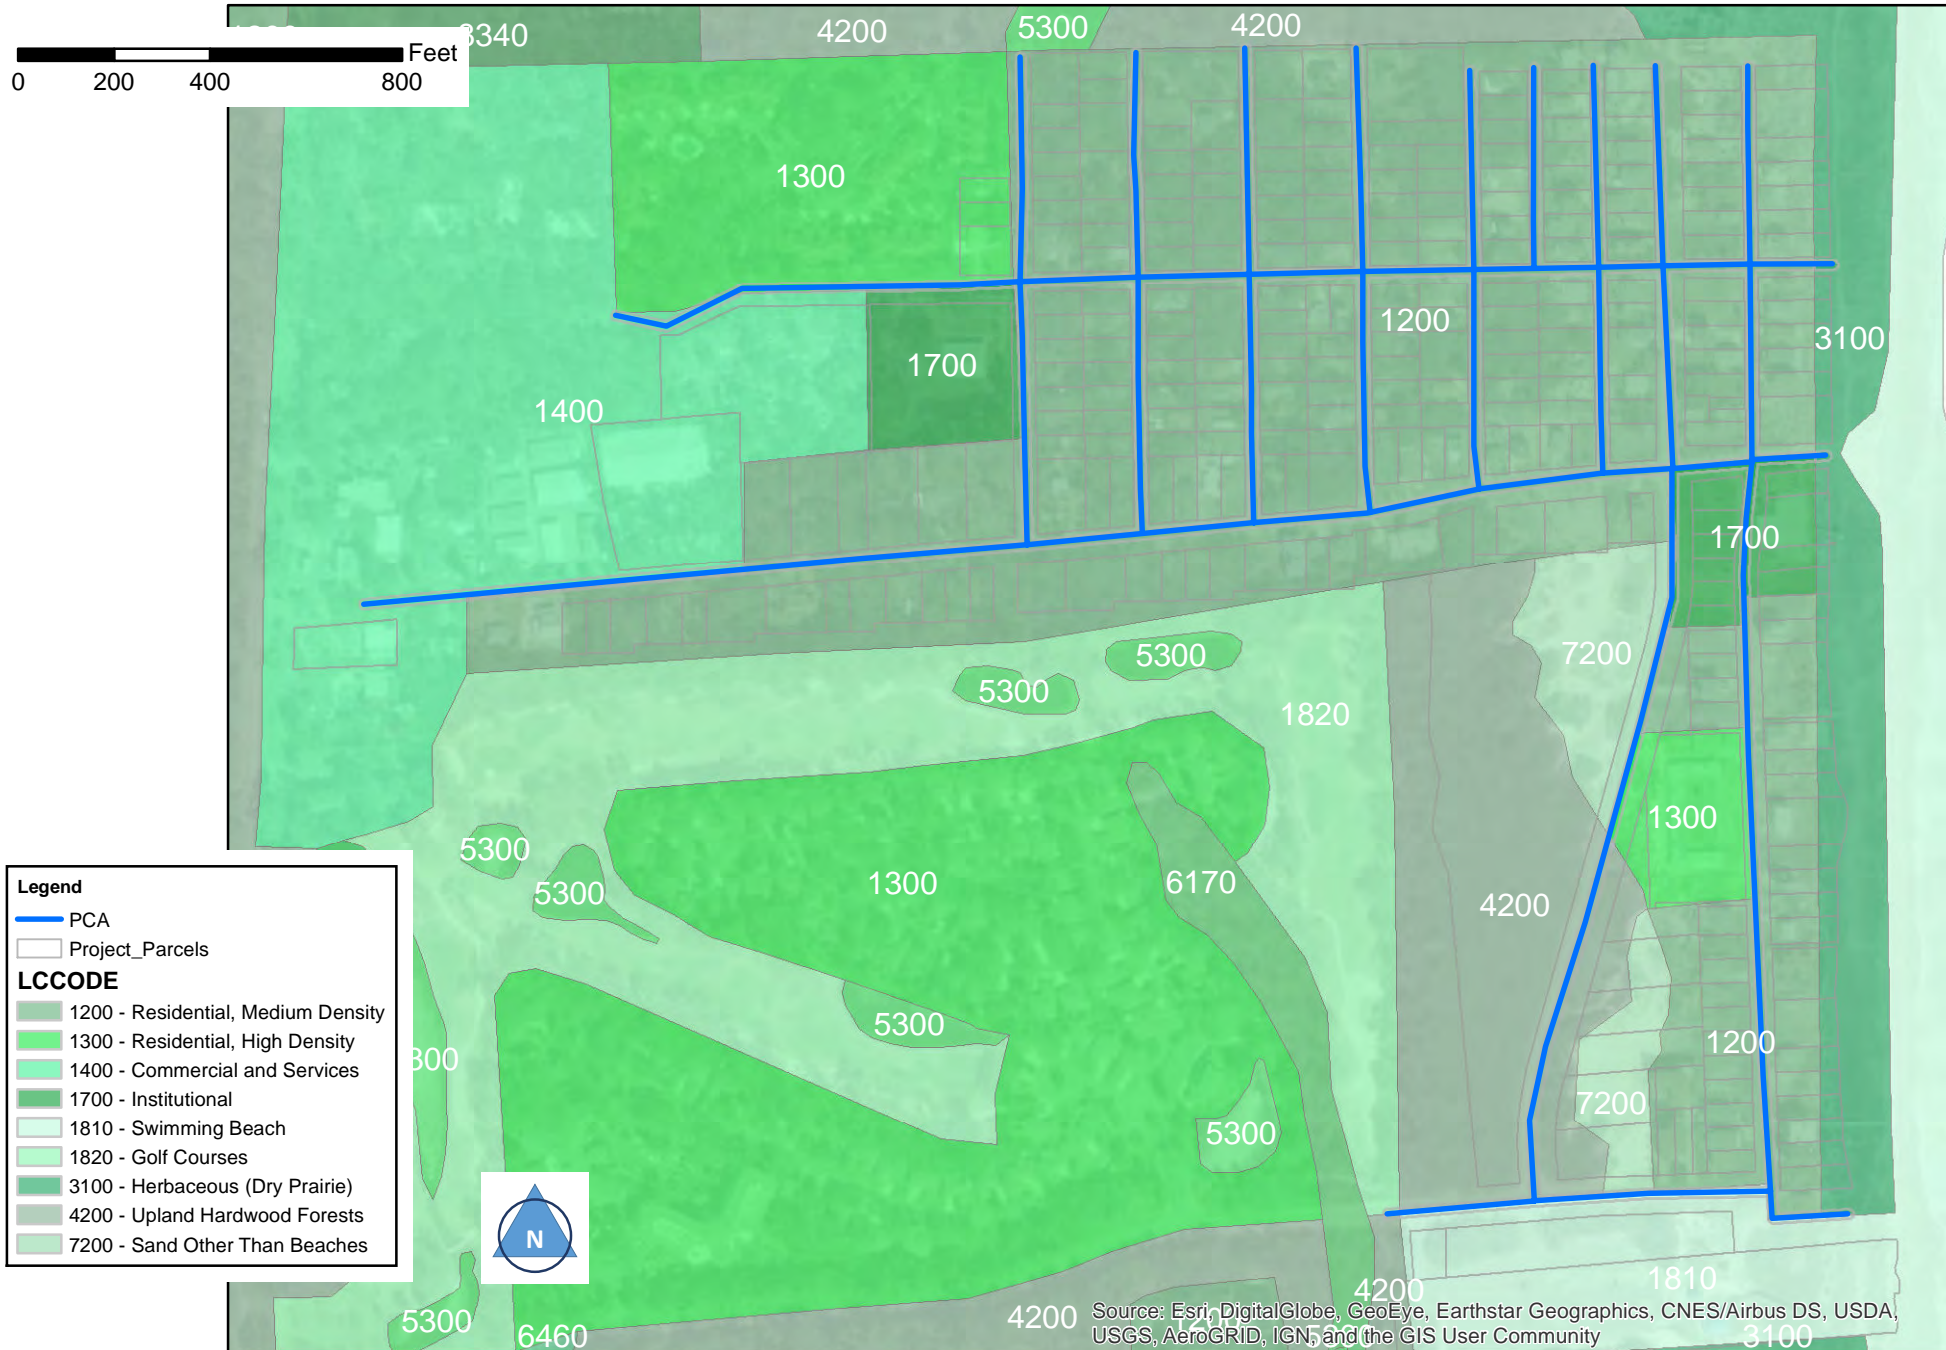 3340
4200
5300
4200
Feet
0 200 400 800
1300
1200
3100
1700
1400
1700
7200
5300
5300
1820
1300
5300
5300
1300
6170
4200
Legend
PCA
Project_Parcels
LCCODE
1200 - Residential, Medium Density
1300 - Residential, High Density
1400 - Commercial and Services
1700 - Institutional
1810 - Swimming Beach
1820 - Golf Courses
3100 - Herbaceous (Dry Prairie)
4200 - Upland Hardwood Forests
7200 - Sand Other Than Beaches
5300
300
1200
7200
5300
N
1810
4200
4200
5300
6460
1200
3100
Source: Esri, DigitalGlobe, GeoEye, Earthstar Geographics, CNES/Airbus DS, USDA,
USGS, AeroGRID, IGN, and the GIS User Community